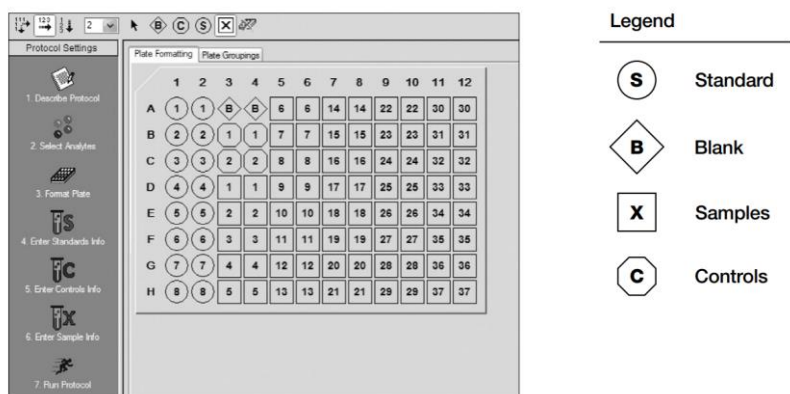 2
B C S X
Protocol Settings
Plate Formatting Plate Groupings
1. Describe Protocol
2. Select Analytes
3. Format Plate
4. Enter Standards Info
5. Enter Controls Info
6. Enter Sample Info
7. Run Protocol
1 2 3 4 5 6 7 8 9 10 11 12
A 1 1 B B 6 6 14 14 22 22 30 30
B 2 2 1 1 7 7 15 15 23 23 31 31
C 3 3 2 2 8 8 16 16 24 24 32 32
D 4 4 1 1 9 9 17 17 25 25 33 33
E 5 5 2 2 10 10 18 18 26 26 34 34
F 6 6 3 3 11 11 19 19 27 27 35 35
G 7 7 4 4 12 12 20 20 28 28 36 36
H 8 8 5 5 13 13 21 21 29 29 37 37
Legend
S Standard
B Blank
X Samples
C Controls